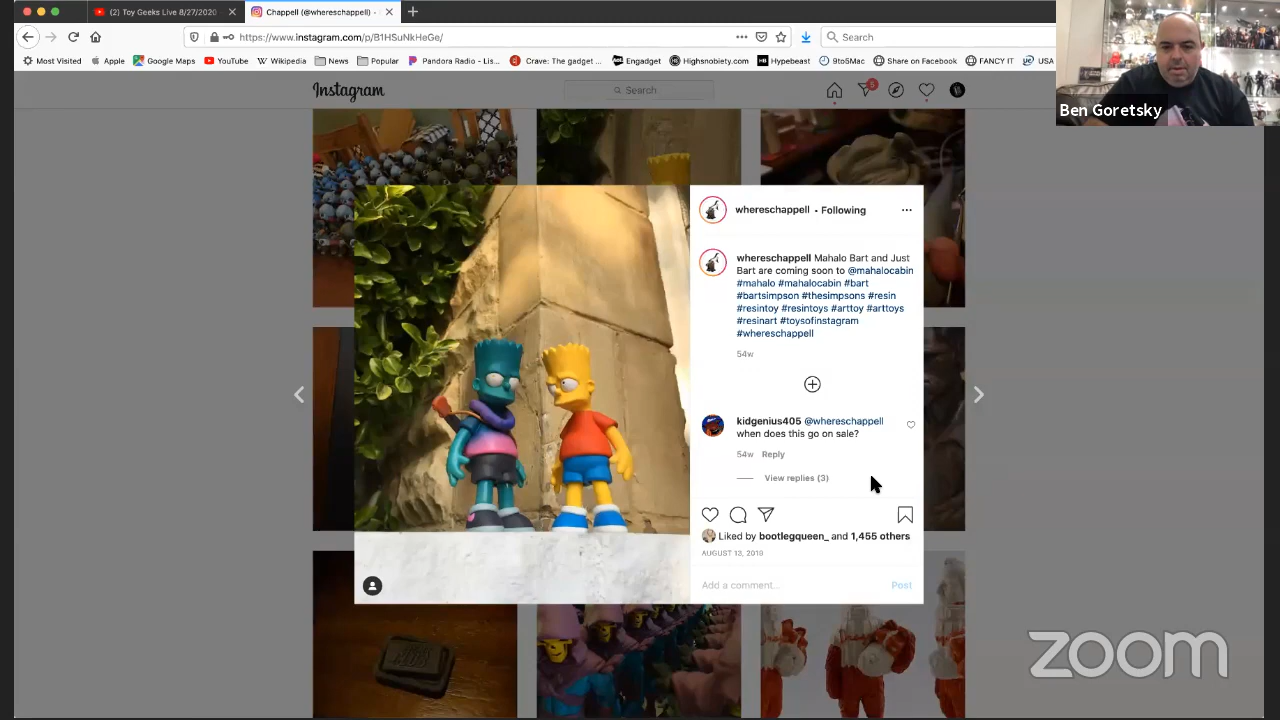 (2) Toy Geeks Live 8/27/2020
Chappell (@whereschappell) •
https://www.instagram.com/p/B1HSuNkHeGe/
Search
Most Visited
Apple
Google Maps
YouTube
Wikipedia
News
Popular
Pandora Radio - Lis...
Crave: The gadget ...
Engadget
Highsnobiety.com
Hypebeast
9to5Mac
Share on Facebook
FANCY IT
USA
Ben Goretsky
Instagram
Search
whereschappell • Following
whereschappell Mahalo Bart and Just
Bart are coming soon to @mahalocabin
#mahalo #mahalocabin #bart
#bartsimpson #thesimpsons #resin
#resintoy #resintoys #arttoy #arttoys
#resinart #toysofinstagram
#whereschappell
54w
kidgenius405 @whereschappell
when does this go on sale?
54w Reply
View replies (3)
Liked by bootlegqueen_ and 1,455 others
AUGUST 13, 2019
Add a comment...
Post
zoom